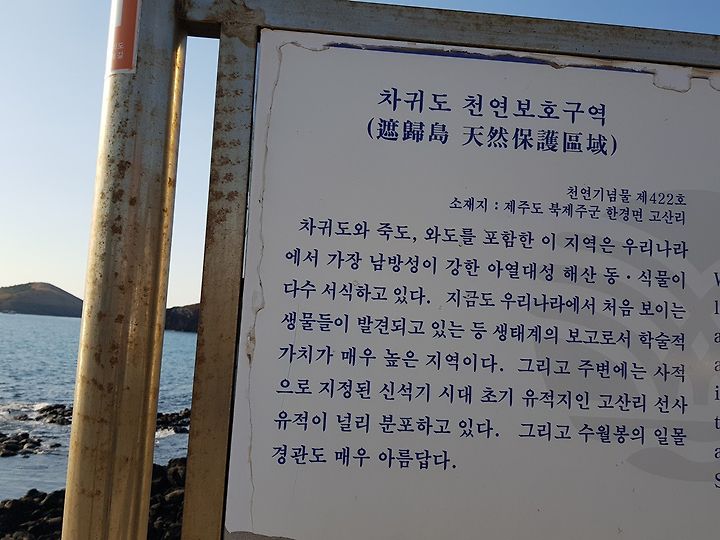 차귀도 천연보호구역
(遮歸島 天然保護區域)
천연기념물 제422호
소재지 : 제주도 북제주군 한경면 고산리
차귀도와 죽도, 와도를 포함한 이 지역은 우리나라
에서 가장 남방성이 강한 아열대성 해산 동·식물이
다수 서식하고 있다. 지금도 우리나라에서 처음 보이는
생물들이 발견되고 있는 등 생태계의 보고로서 학술적
가치가 매우 높은 지역이다. 그리고 주변에는 사적
으로 지정된 신석기 시대 초기 유적지인 고산리 선사
유적이 널리 분포하고 있다. 그리고 수월봉의 일몰
경관도 매우 아름답다.